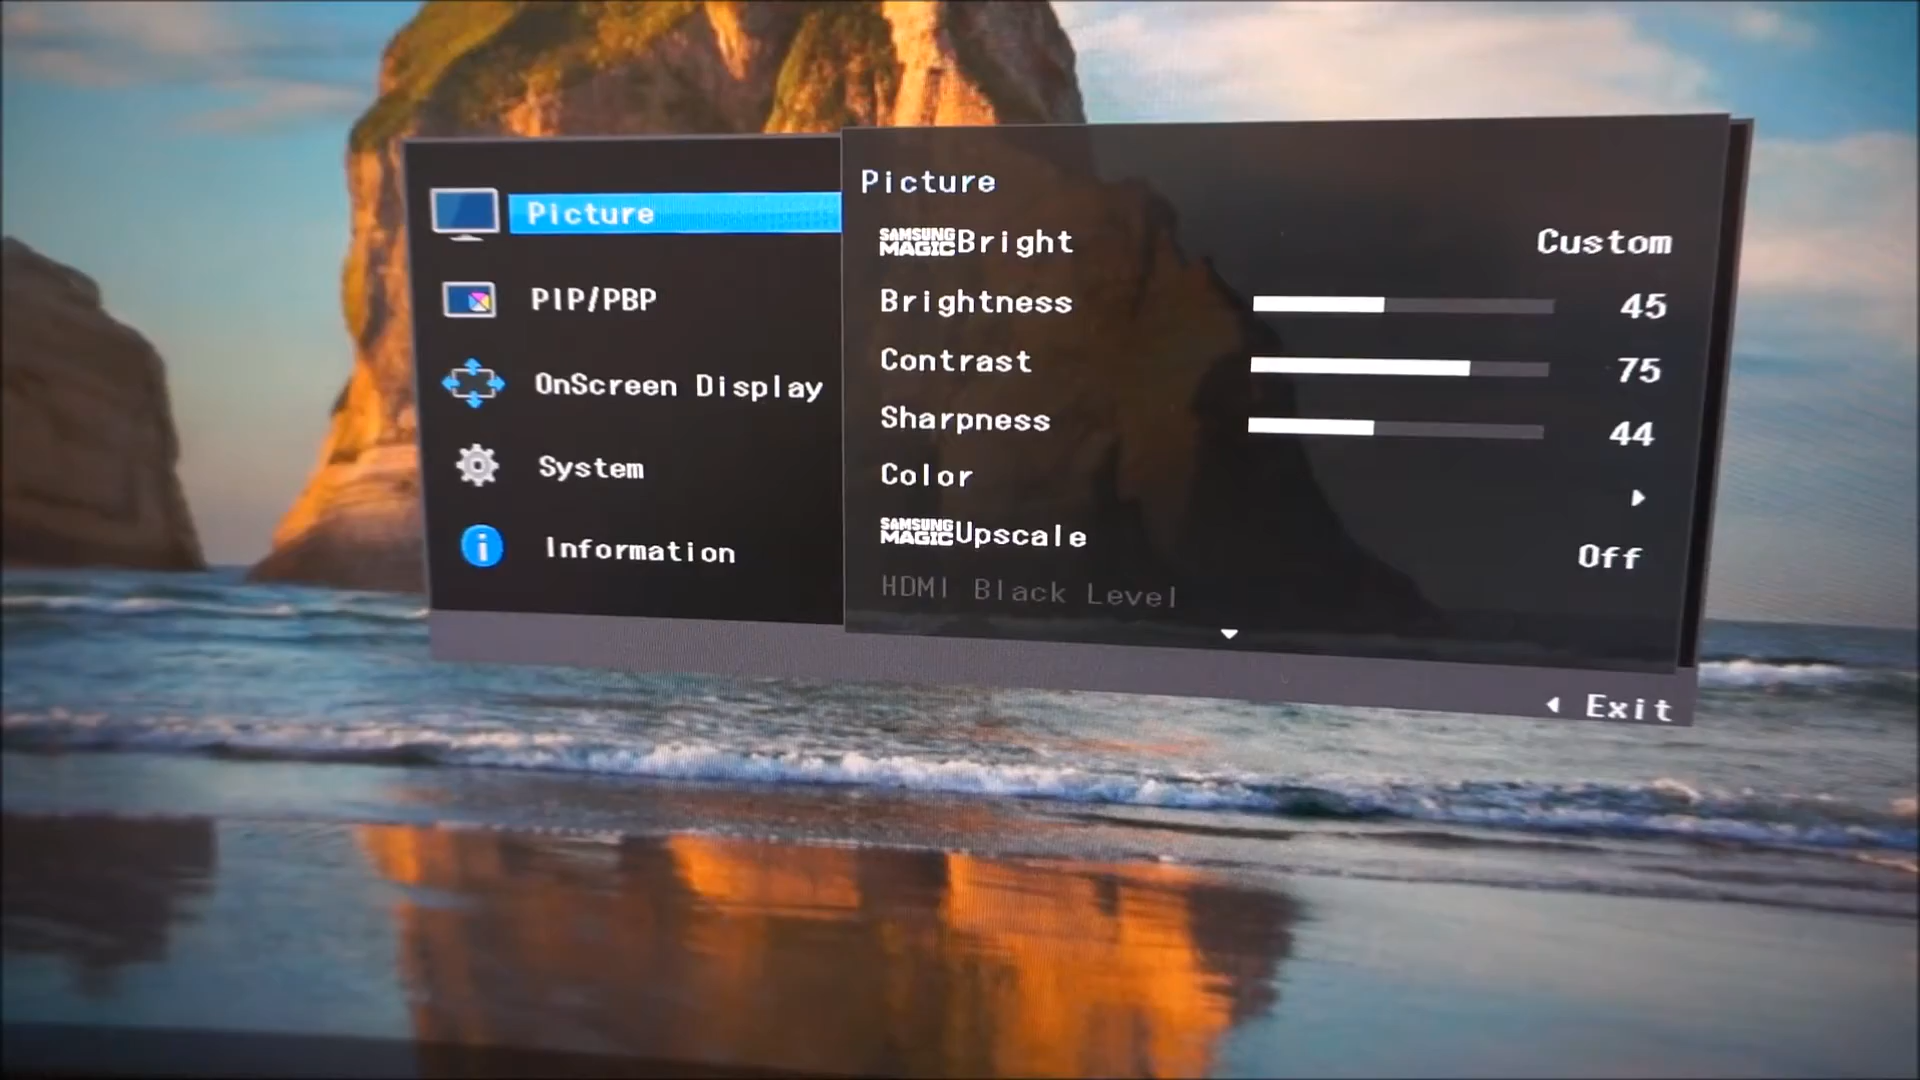 Picture
PIP/PBP
OnScreen Display
System
Information
Picture
SAMSUNG MAGIC Bright Custom
Brightness 45
Contrast 75
Sharpness 44
Color
SAMSUNG MAGIC Upscale Off
HDMI Black Level
Exit